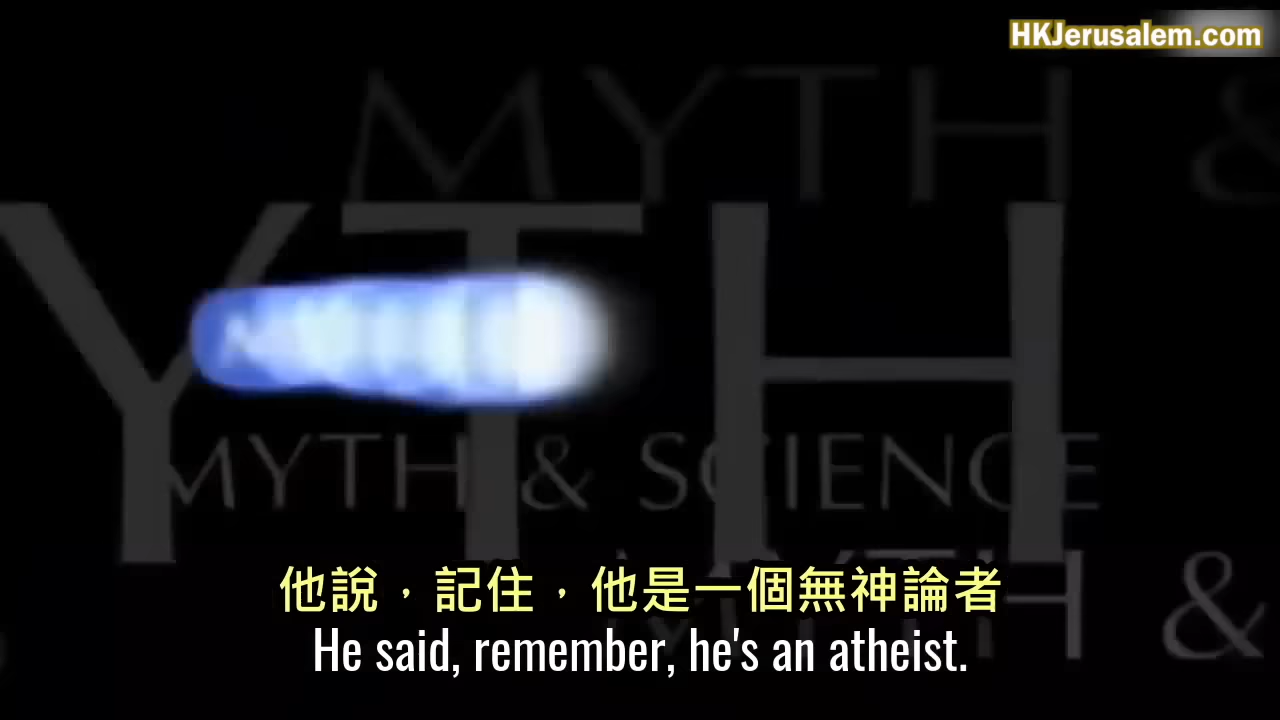 HKJerusalem.com
MYTH &
YTH
MYTH & SCIENCE
MYTH &
他說，記住，他是一個無神論者
He said, remember, he's an atheist.